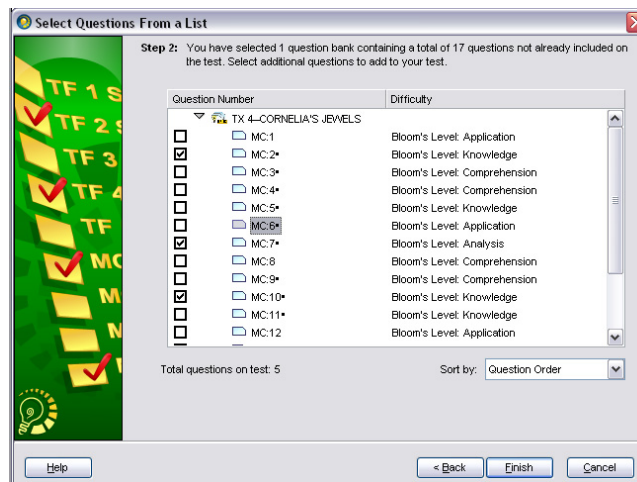 Select Questions From a List
Step 2: You have selected 1 question bank containing a total of 17 questions not already included on
the test. Select additional questions to add to your test.
Question Number Difficulty
TX 4–CORNELIA'S JEWELS
MC:1 Bloom's Level: Application
MC:2• Bloom's Level: Knowledge
MC:3• Bloom's Level: Comprehension
MC:4• Bloom's Level: Comprehension
MC:5• Bloom's Level: Knowledge
MC:6• Bloom's Level: Application
MC:7• Bloom's Level: Analysis
MC:8 Bloom's Level: Comprehension
MC:9• Bloom's Level: Comprehension
MC:10• Bloom's Level: Knowledge
MC:11• Bloom's Level: Knowledge
MC:12 Bloom's Level: Application
Total questions on test: 5 Sort by: Question Order
TF 1 S
TF 2 S
TF 3
TF 4
TF
MC
M
M
Help < Back Finish Cancel